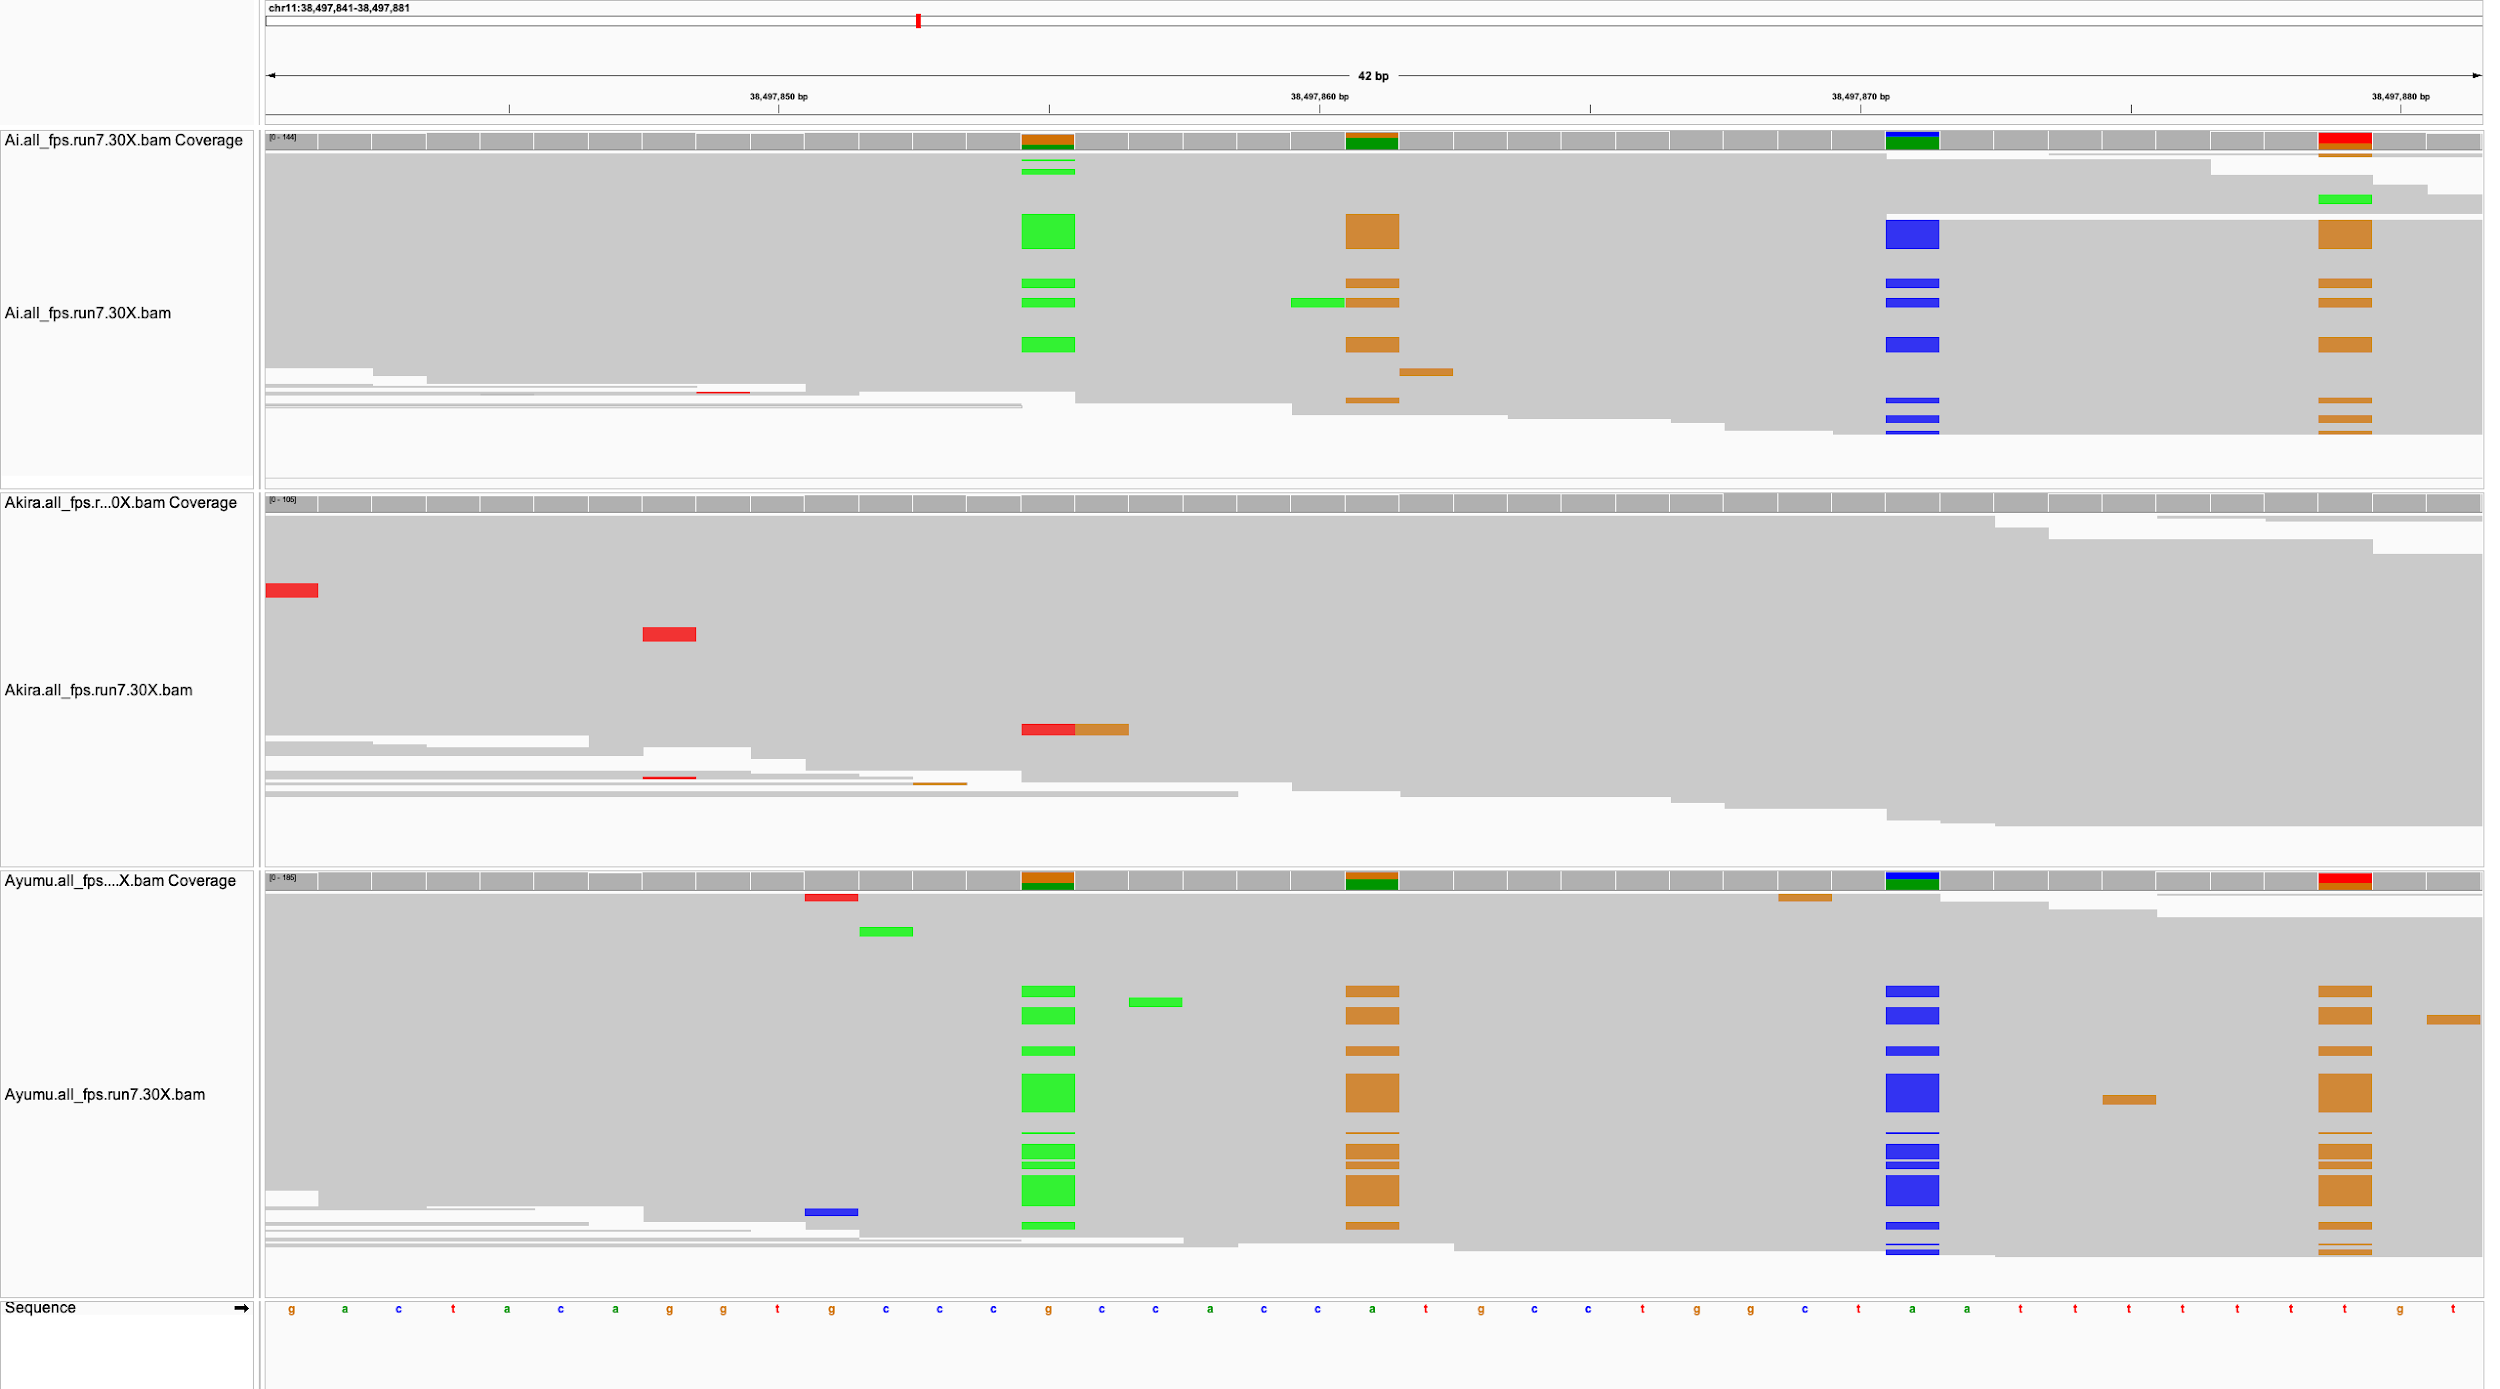 chr11:38,497,841-38,497,881
42 bp
38,497,850 bp 38,497,860 bp 38,497,870 bp 38,497,880 bp
Ai.all_fps.run7.30X.bam Coverage [0 - 144]
Ai.all_fps.run7.30X.bam
Akira.all_fps.r...0X.bam Coverage [0 - 105]
Akira.all_fps.run7.30X.bam
Ayumu.all_fps....X.bam Coverage [0 - 185]
Ayumu.all_fps.run7.30X.bam
Sequence g a c t a c a g g t g c c c g c c a c c a t g c c t g g c t a a t t t t t t t g t